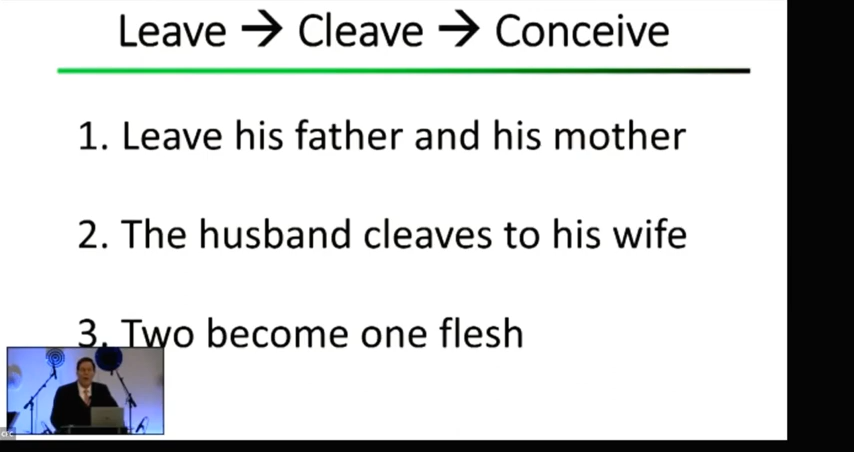 Leave → Cleave → Conceive
1. Leave his father and his mother
2. The husband cleaves to his wife
3. Two become one flesh